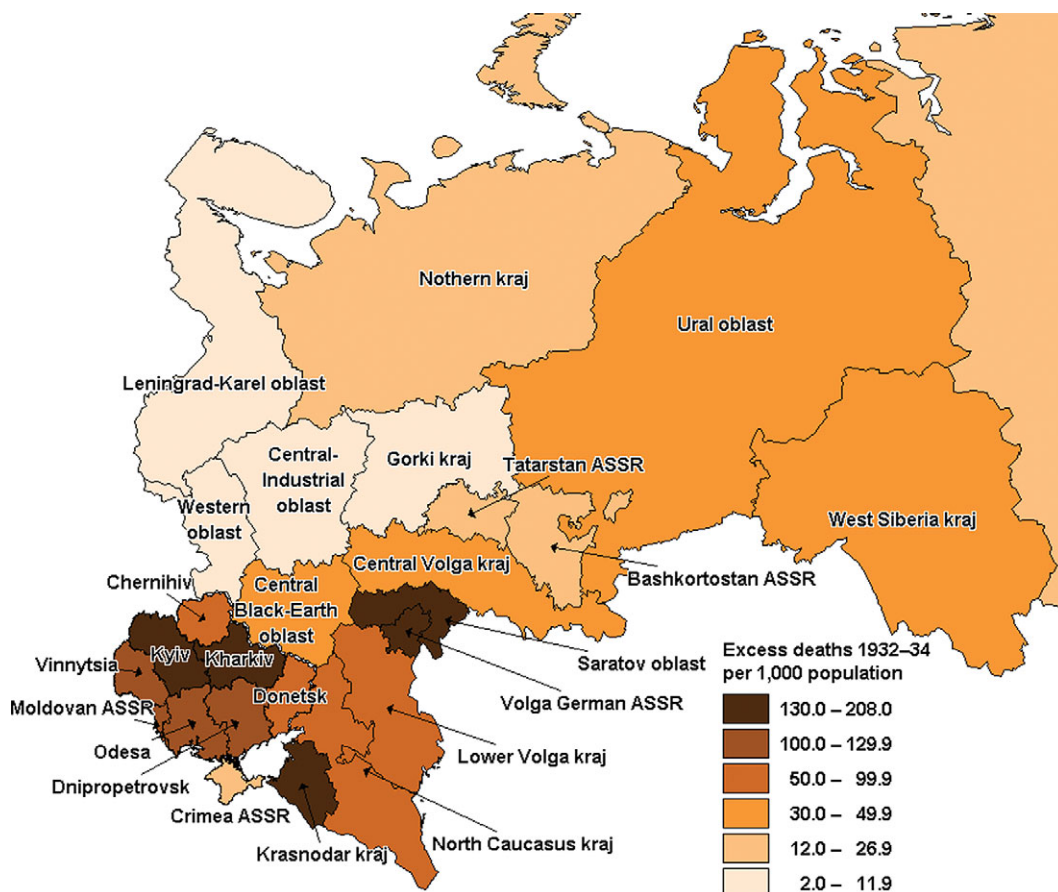 Nothern kraj
Ural oblast
Leningrad-Karel oblast
Central-
Industrial
oblast
Gorki kraj
Tatarstan ASSR
Western
oblast
West Siberia kraj
Central Volga kraj
Bashkortostan ASSR
Chernihiv
Central
Black-Earth
oblast
Kyiv
Kharkiv
Vinnytsia
Saratov oblast
Donetsk
Volga German ASSR
Moldovan ASSR
Odesa
Lower Volga kraj
Dnipropetrovsk
Crimea ASSR
North Caucasus kraj
Krasnodar kraj
Excess deaths 1932–34
per 1,000 population
130.0 – 208.0
100.0 – 129.9
50.0 – 99.9
30.0 – 49.9
12.0 – 26.9
2.0 – 11.9